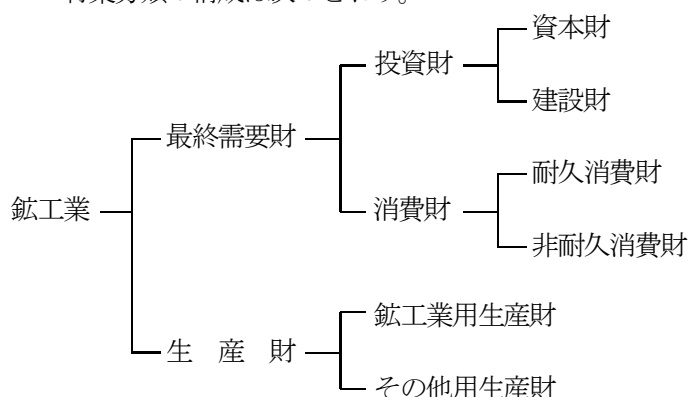 資本財
投資財
建設財
最終需要財
耐久消費財
鉱工業
消費財
非耐久消費財
鉱工業用生産財
生 産 財
その他用生産財